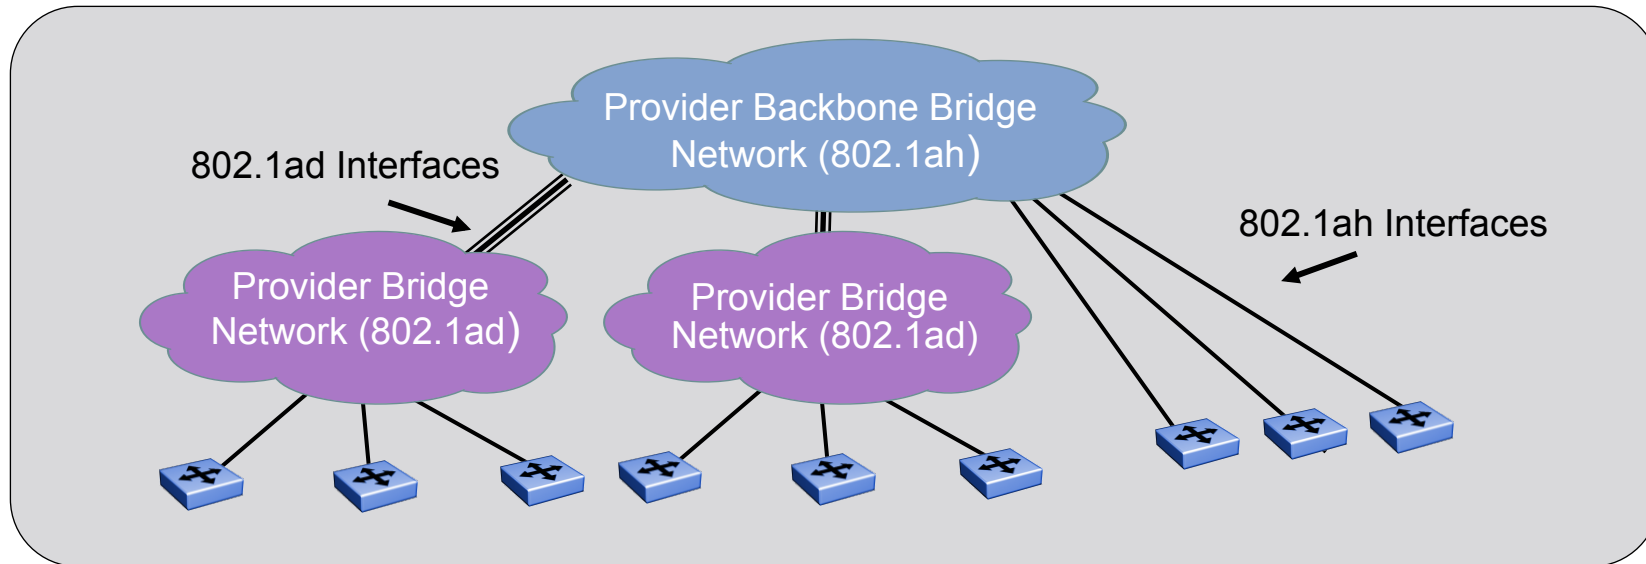 Provider Backbone Bridge
Network (802.1ah)
802.1ad Interfaces
802.1ah Interfaces
Provider Bridge
Network (802.1ad)
Provider Bridge
Network (802.1ad)